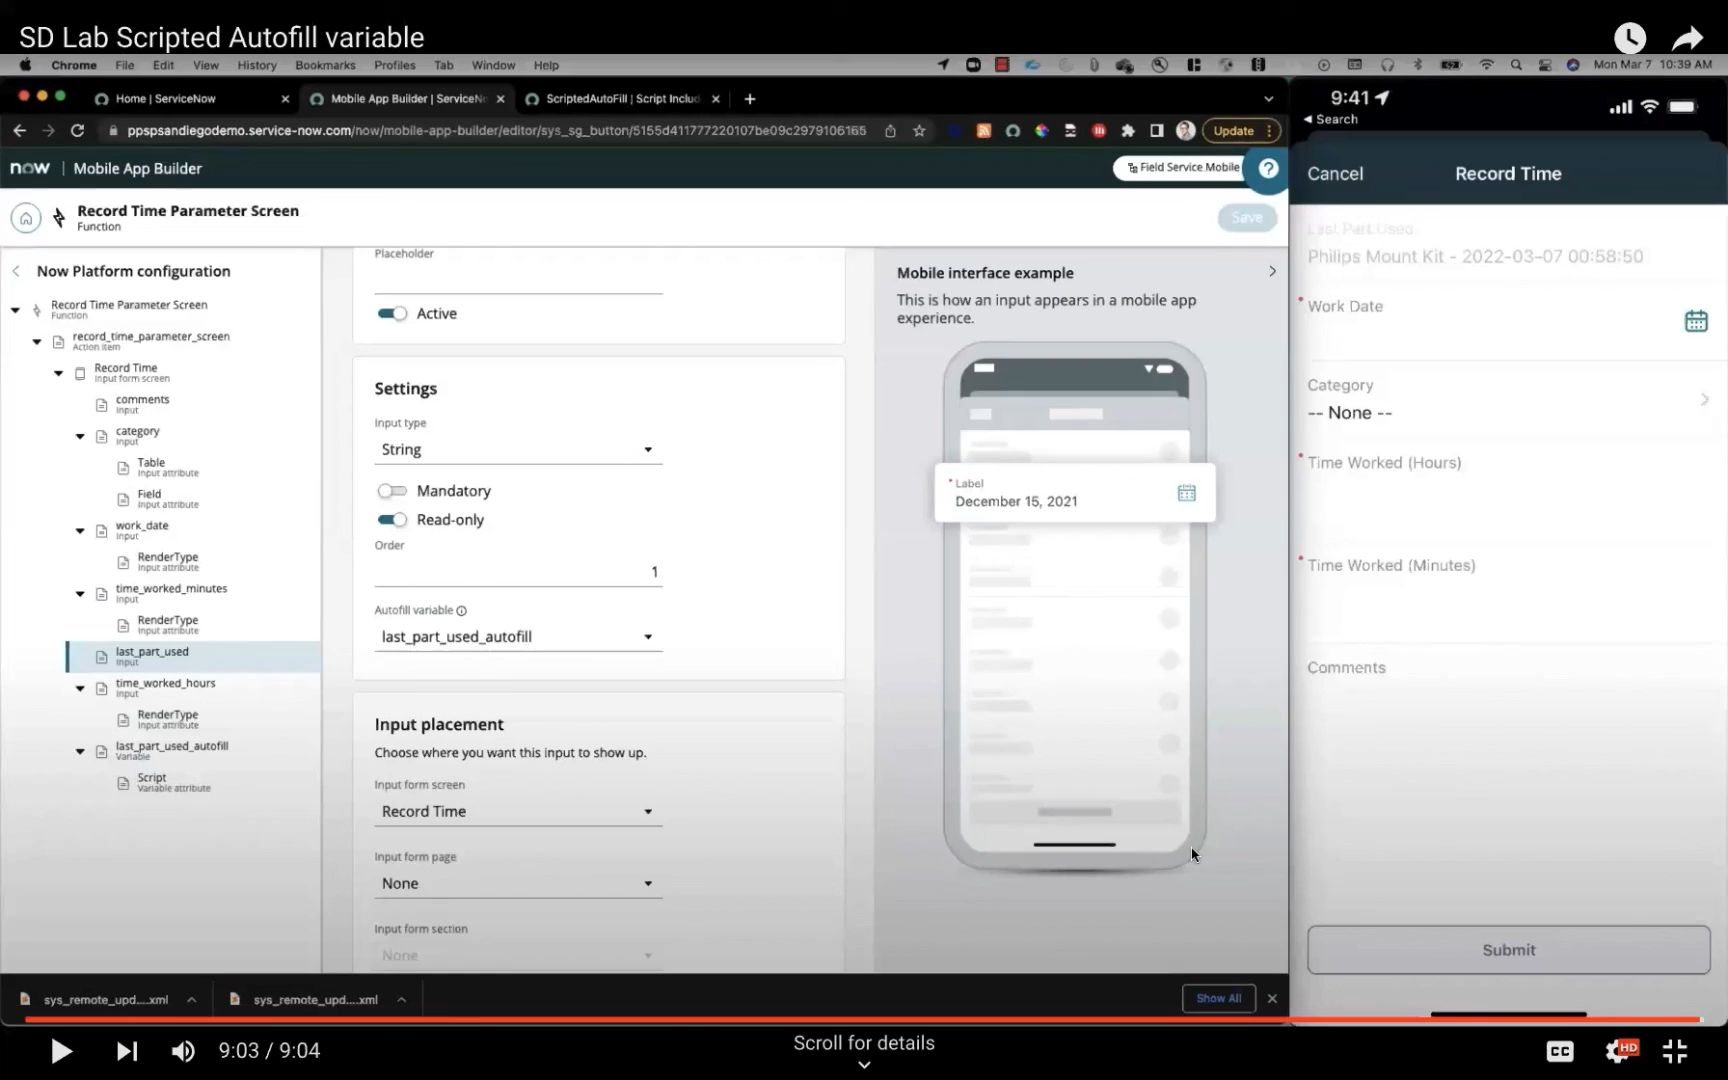 SD Lab Scripted Autofill variable
Chrome File Edit View History Bookmarks Profiles Tab Window Help
Mon Mar 7 10:39 AM
Home | ServiceNow
Mobile App Builder | ServiceN
ScriptedAutoFill | Script Includ
ppspsandiegodemo.service-now.com/now/mobile-app-builder/editor/sys_sg_button/5155d411777220107be09c2979106165
Update
now | Mobile App Builder
Field Service Mobile
?
Record Time Parameter Screen
Function
Save
Now Platform configuration
Record Time Parameter Screen
Function
record_time_parameter_screen
Action item
Record Time
Input form screen
comments
Input
category
Input
Table
Input attribute
Field
Input attribute
work_date
Input
RenderType
Input attribute
time_worked_minutes
Input
RenderType
Input attribute
last_part_used
Input
time_worked_hours
Input
RenderType
Input attribute
last_part_used_autofill
Variable
Script
Variable attribute
Placeholder
Active
Settings
Input type
String
Mandatory
Read-only
Order
1
Autofill variable
last_part_used_autofill
Input placement
Choose where you want this input to show up.
Input form screen
Record Time
Input form page
None
Input form section
None
Mobile interface example
This is how an input appears in a mobile app
experience.
* Label
December 15, 2021
9:41
Search
Cancel
Record Time
Last Part Used
Philips Mount Kit - 2022-03-07 00:58:50
* Work Date
Category
-- None --
* Time Worked (Hours)
* Time Worked (Minutes)
Comments
Submit
sys_remote_upd....xml
sys_remote_upd....xml
Show All
9:03 / 9:04
Scroll for details
CC
HD